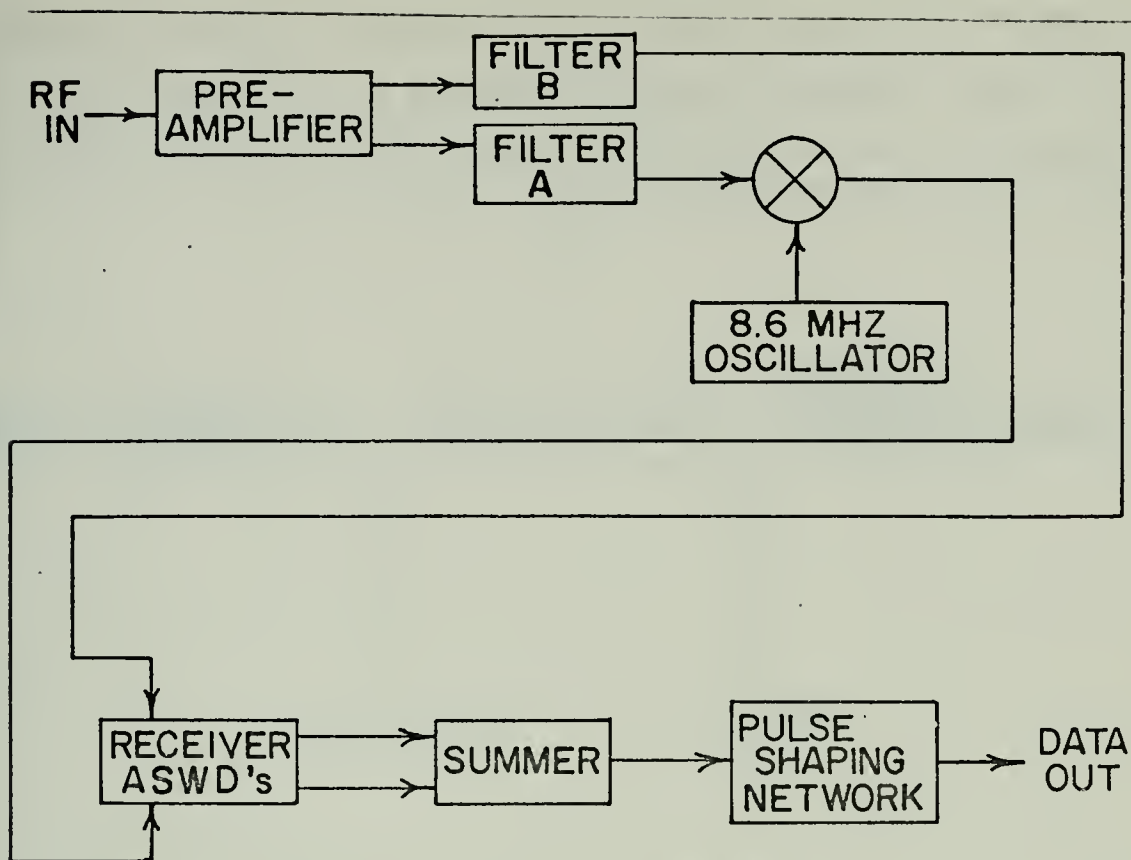 RF
IN
PRE-
AMPLIFIER
FILTER
B
FILTER
A
8.6 MHZ
OSCILLATOR
RECEIVER
ASWD's
SUMMER
PULSE
SHAPING
NETWORK
DATA
OUT